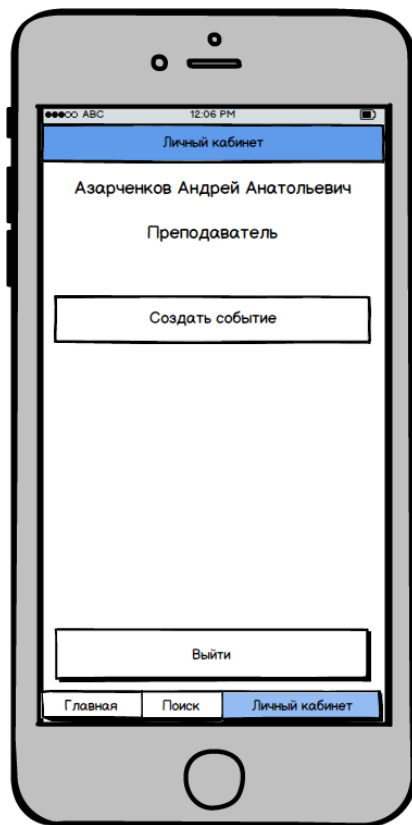 ●●●○○ ABC 12:06 PM
Личный кабинет
Азарченков Андрей Анатольевич
Преподаватель
Создать событие
Выйти
Главная Поиск Личный кабинет